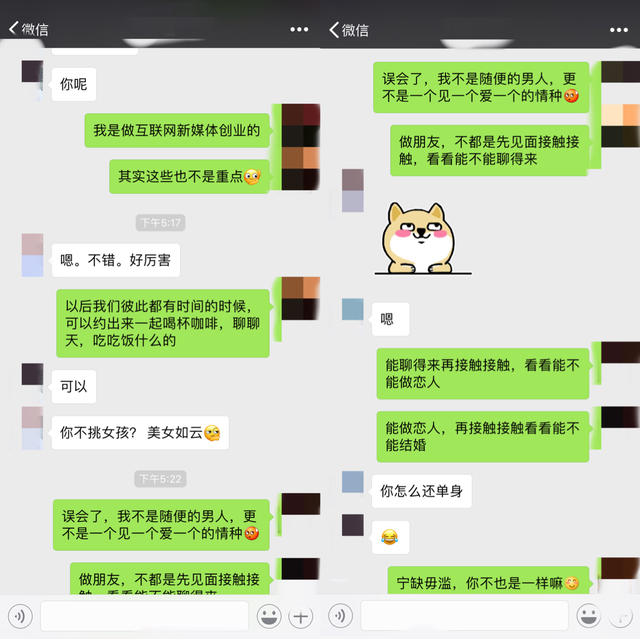 微信
你呢
我是做互联网新媒体创业的
其实这些也不是重点
下午5:17
嗯。不错。好厉害
以后我们彼此都有时间的时候，
可以约出来一起喝杯咖啡，聊聊
天，吃吃饭什么的
可以
你不挑女孩？ 美女如云
下午5:22
误会了，我不是随便的男人，更
不是一个见一个爱一个的情种
做朋友，不都是先见面接触接
触，看看能不能聊得来
微信
误会了，我不是随便的男人，更
不是一个见一个爱一个的情种
做朋友，不都是先见面接触接
触，看看能不能聊得来
嗯
能聊得来再接触接触，看看能不
能做恋人
能做恋人，再接触接触看看能不
能结婚
你怎么还单身
宁缺毋滥，你不也是一样嘛